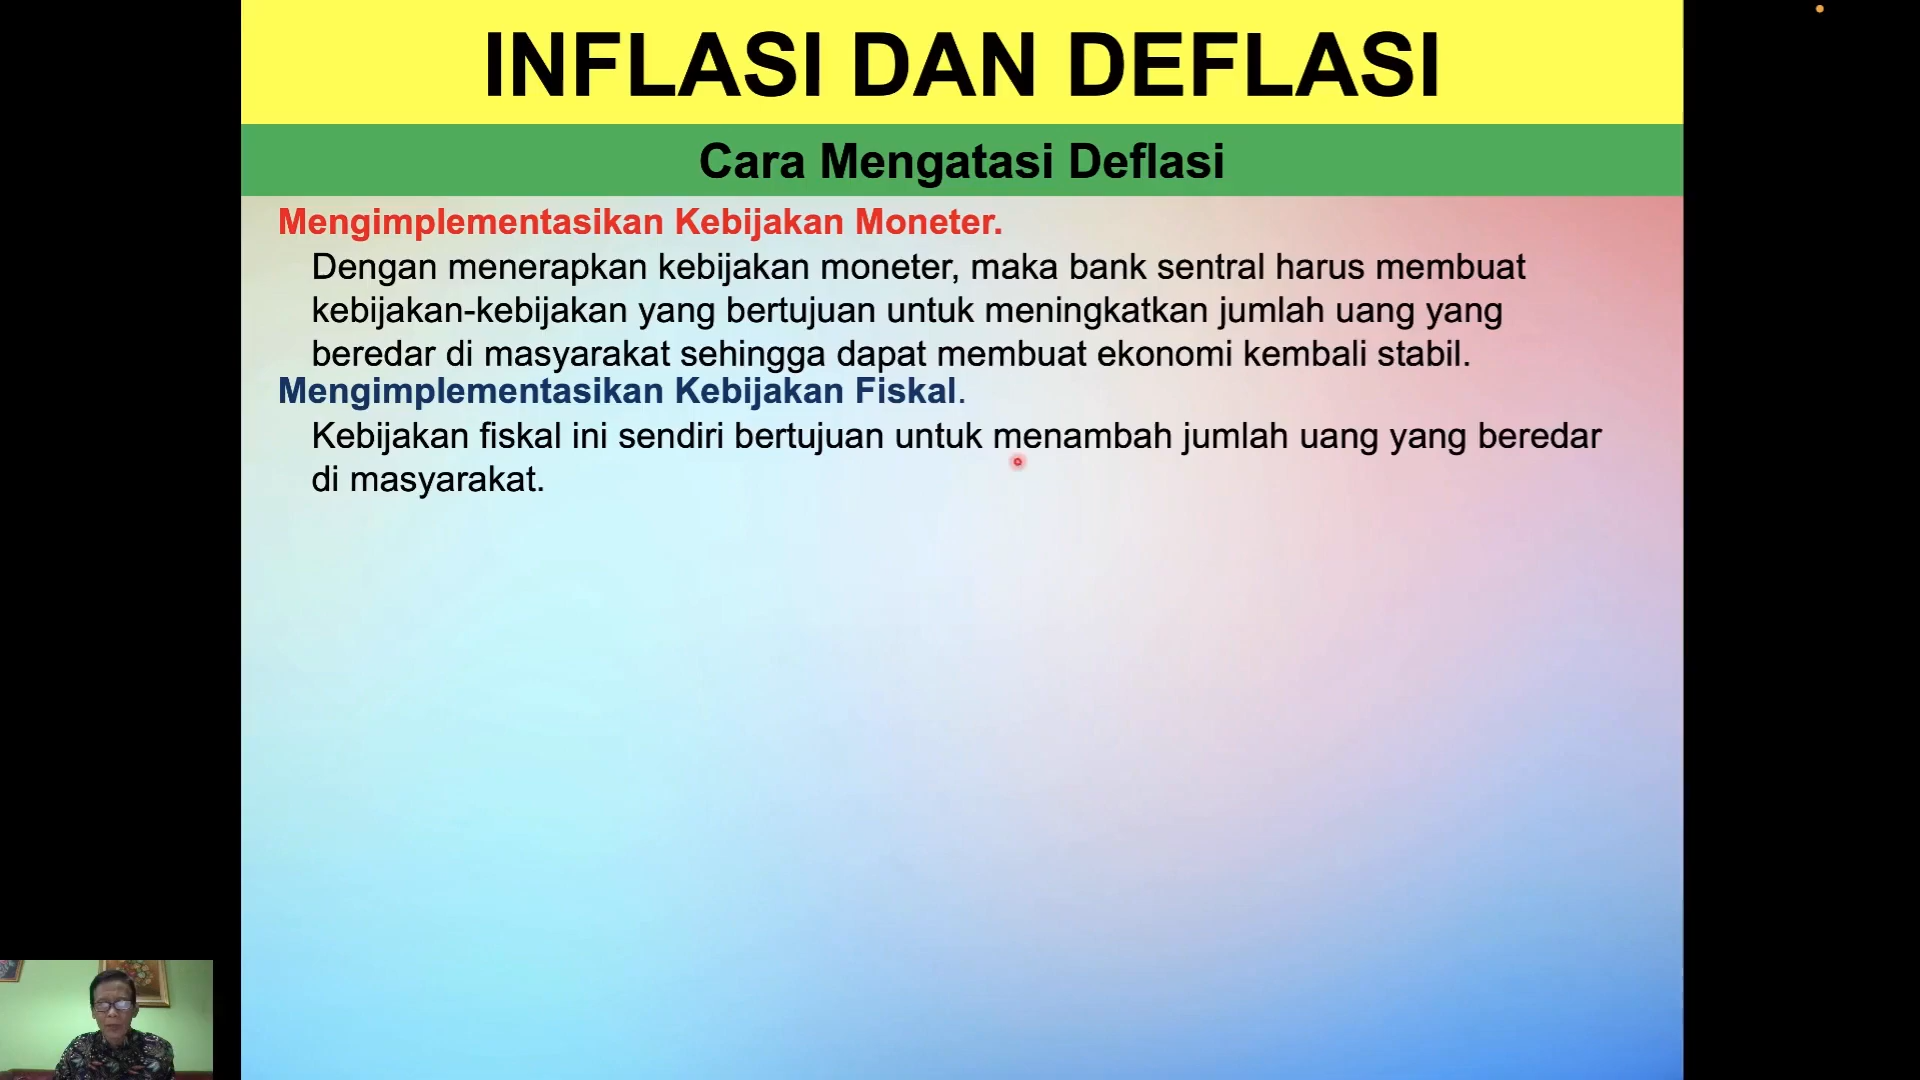 INFLASI DAN DEFLASI
Cara Mengatasi Deflasi
Mengimplementasikan Kebijakan Moneter.
Dengan menerapkan kebijakan moneter, maka bank sentral harus membuat
kebijakan-kebijakan yang bertujuan untuk meningkatkan jumlah uang yang
beredar di masyarakat sehingga dapat membuat ekonomi kembali stabil.
Mengimplementasikan Kebijakan Fiskal.
Kebijakan fiskal ini sendiri bertujuan untuk menambah jumlah uang yang beredar
di masyarakat.